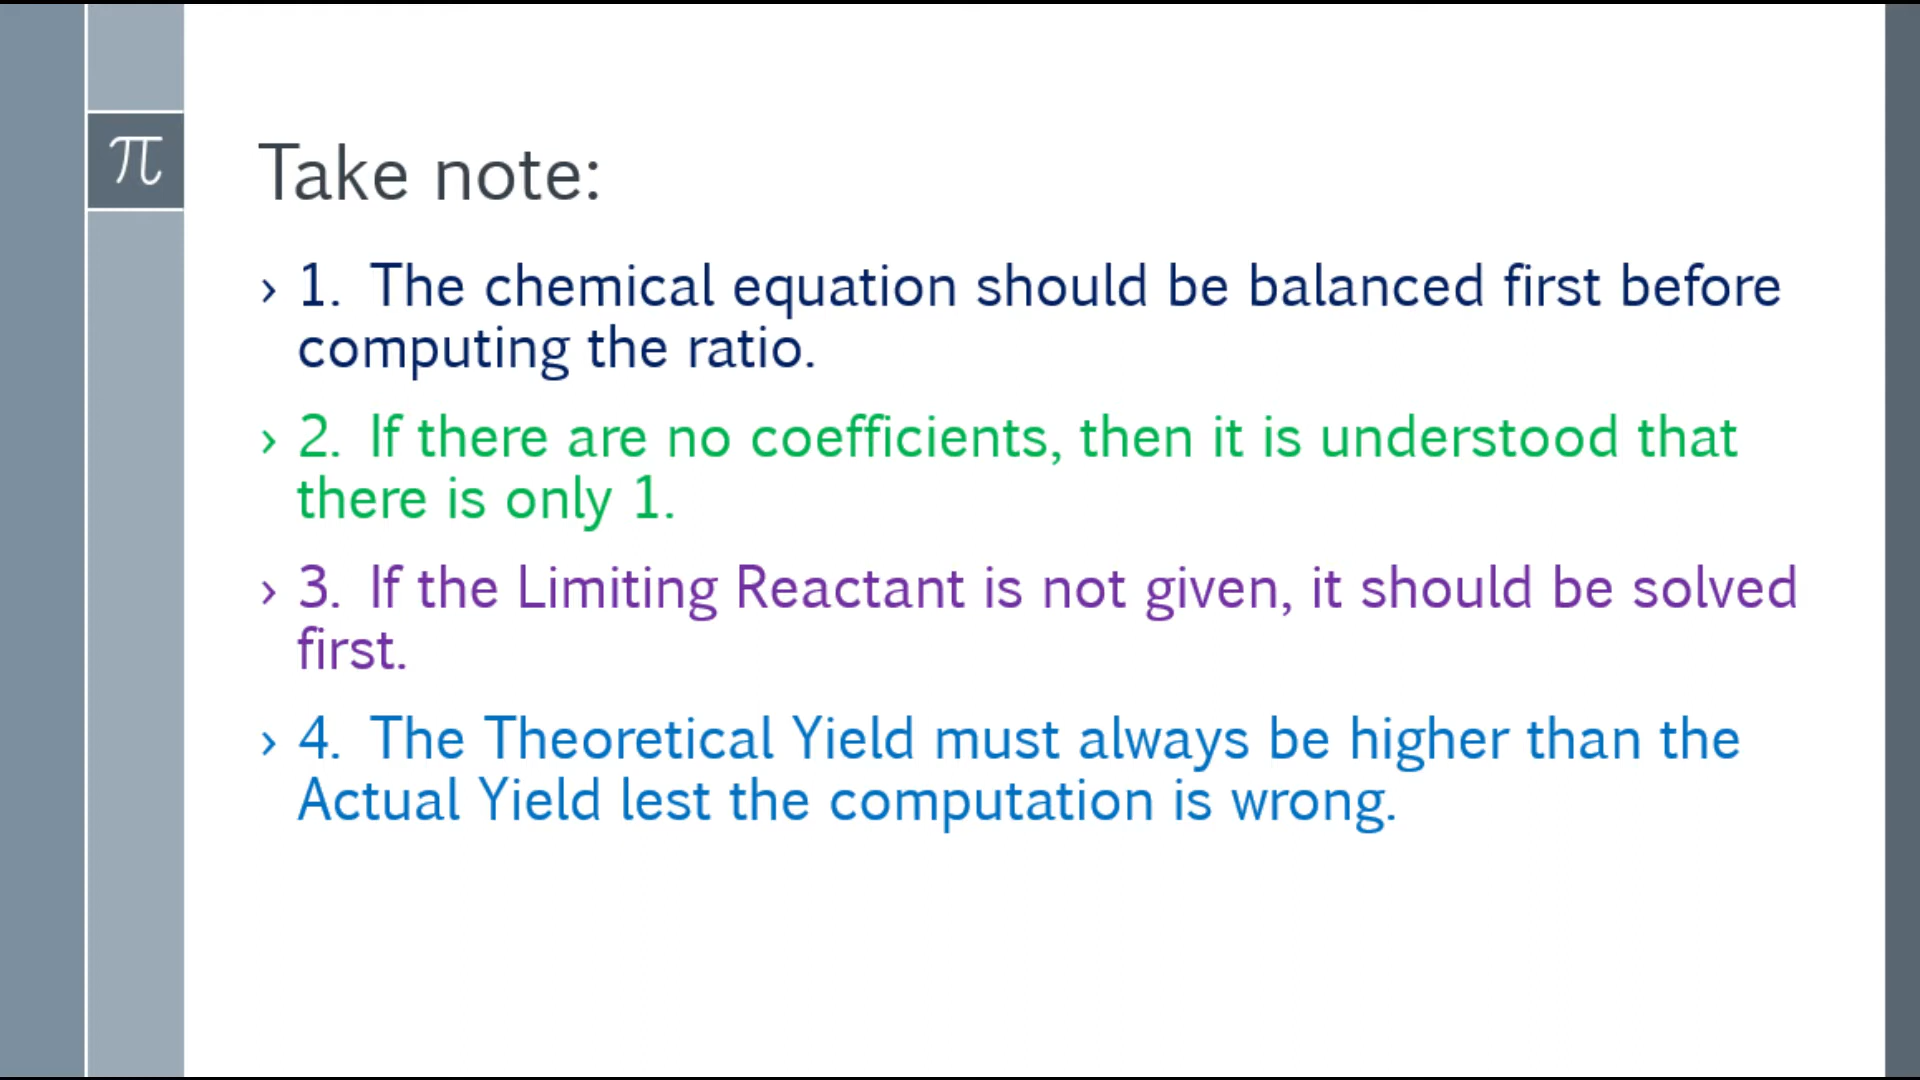 π
Take note:
› 1. The chemical equation should be balanced first before
computing the ratio.
› 2. If there are no coefficients, then it is understood that
there is only 1.
› 3. If the Limiting Reactant is not given, it should be solved
first.
› 4. The Theoretical Yield must always be higher than the
Actual Yield lest the computation is wrong.